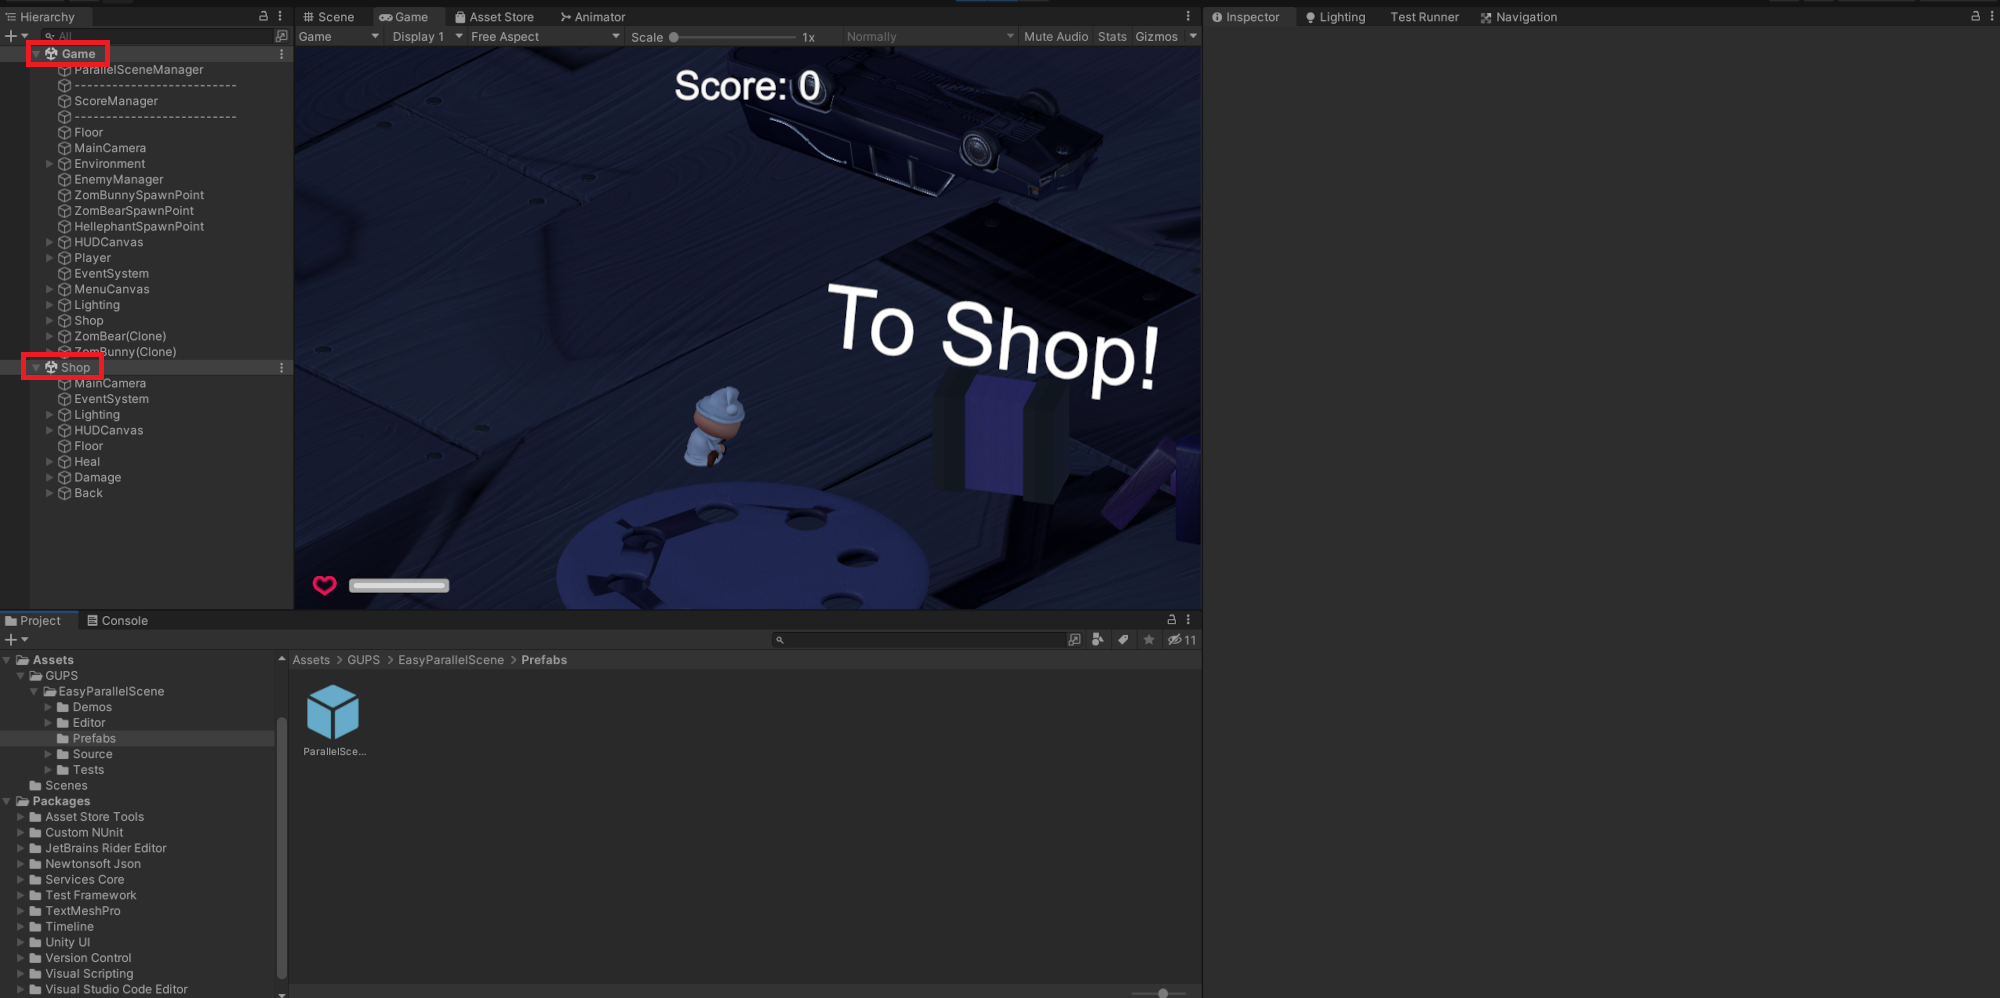 Hierarchy
All
Game
ParallelSceneManager
---------------------------
ScoreManager
---------------------------
Floor
MainCamera
Environment
EnemyManager
ZomBunnySpawnPoint
ZomBearSpawnPoint
HellephantSpawnPoint
HUDCanvas
Player
EventSystem
MenuCanvas
Lighting
Shop
ZomBear(Clone)
ZomBunny(Clone)
Shop
MainCamera
EventSystem
Lighting
HUDCanvas
Floor
Heal
Damage
Back
Scene Game Asset Store Animator
Game Display 1 Free Aspect Scale 1x Normally Mute Audio Stats Gizmos
Score: 0
To Shop!
Inspector Lighting Test Runner Navigation
Project Console
11
Assets
GUPS
EasyParallelScene
Demos
Editor
Prefabs
Source
Tests
Scenes
Packages
Asset Store Tools
Custom NUnit
JetBrains Rider Editor
Newtonsoft Json
Services Core
Test Framework
TextMeshPro
Timeline
Unity UI
Version Control
Visual Scripting
Visual Studio Code Editor
Assets > GUPS > EasyParallelScene > Prefabs
ParallelSce...